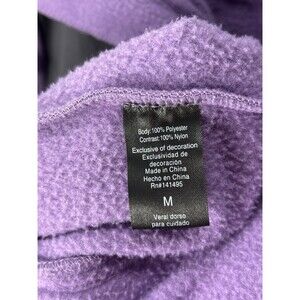 Body:100% Polyester
Contrast:100% Nylon
Exclusive of decoration
Exclusividad de
decoración
Made in China
Hecho en China
Rn#141495
M
Veral dorso
para cuidado